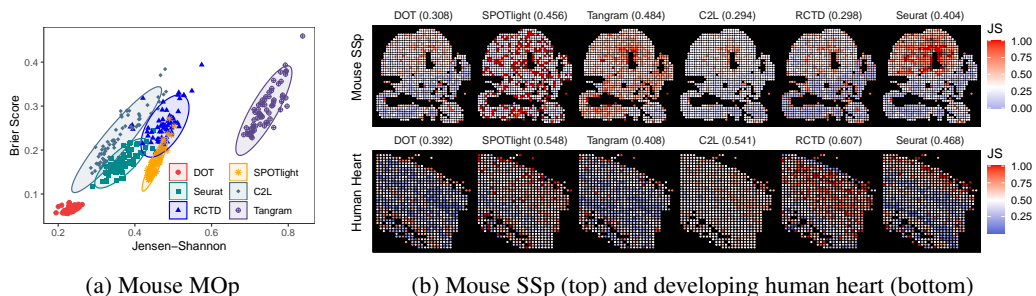 DOT (0.308) SPOTlight (0.456) Tangram (0.484) C2L (0.294) RCTD (0.298) Seurat (0.404)
Mouse SSp
JS
1.00
0.75
0.50
0.25
0.00
DOT (0.392) SPOTlight (0.548) Tangram (0.408) C2L (0.541) RCTD (0.607) Seurat (0.468)
Human Heart
JS
1.00
0.75
0.50
0.25
0.00
Brier Score
0.4
0.3
0.2
0.1
DOT SPOTlight
Seurat C2L
RCTD Tangram
0.2 0.4 0.6 0.8
Jensen−Shannon
(a) Mouse MOp
(b) Mouse SSp (top) and developing human heart (bottom)